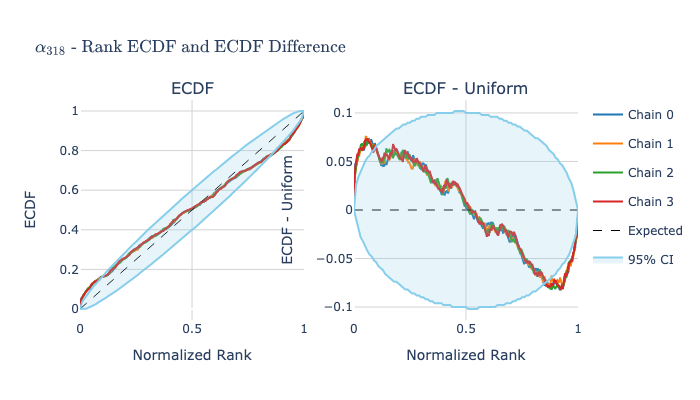 α₃₁₈ - Rank ECDF and ECDF Difference
ECDF
ECDF
1
0.8
0.6
0.4
0.2
0
0
0.5
1
Normalized Rank
ECDF - Uniform
ECDF - Uniform
0.1
0.05
0
−0.05
−0.1
0
0.5
1
Normalized Rank
Chain 0
Chain 1
Chain 2
Chain 3
Expected
95% CI